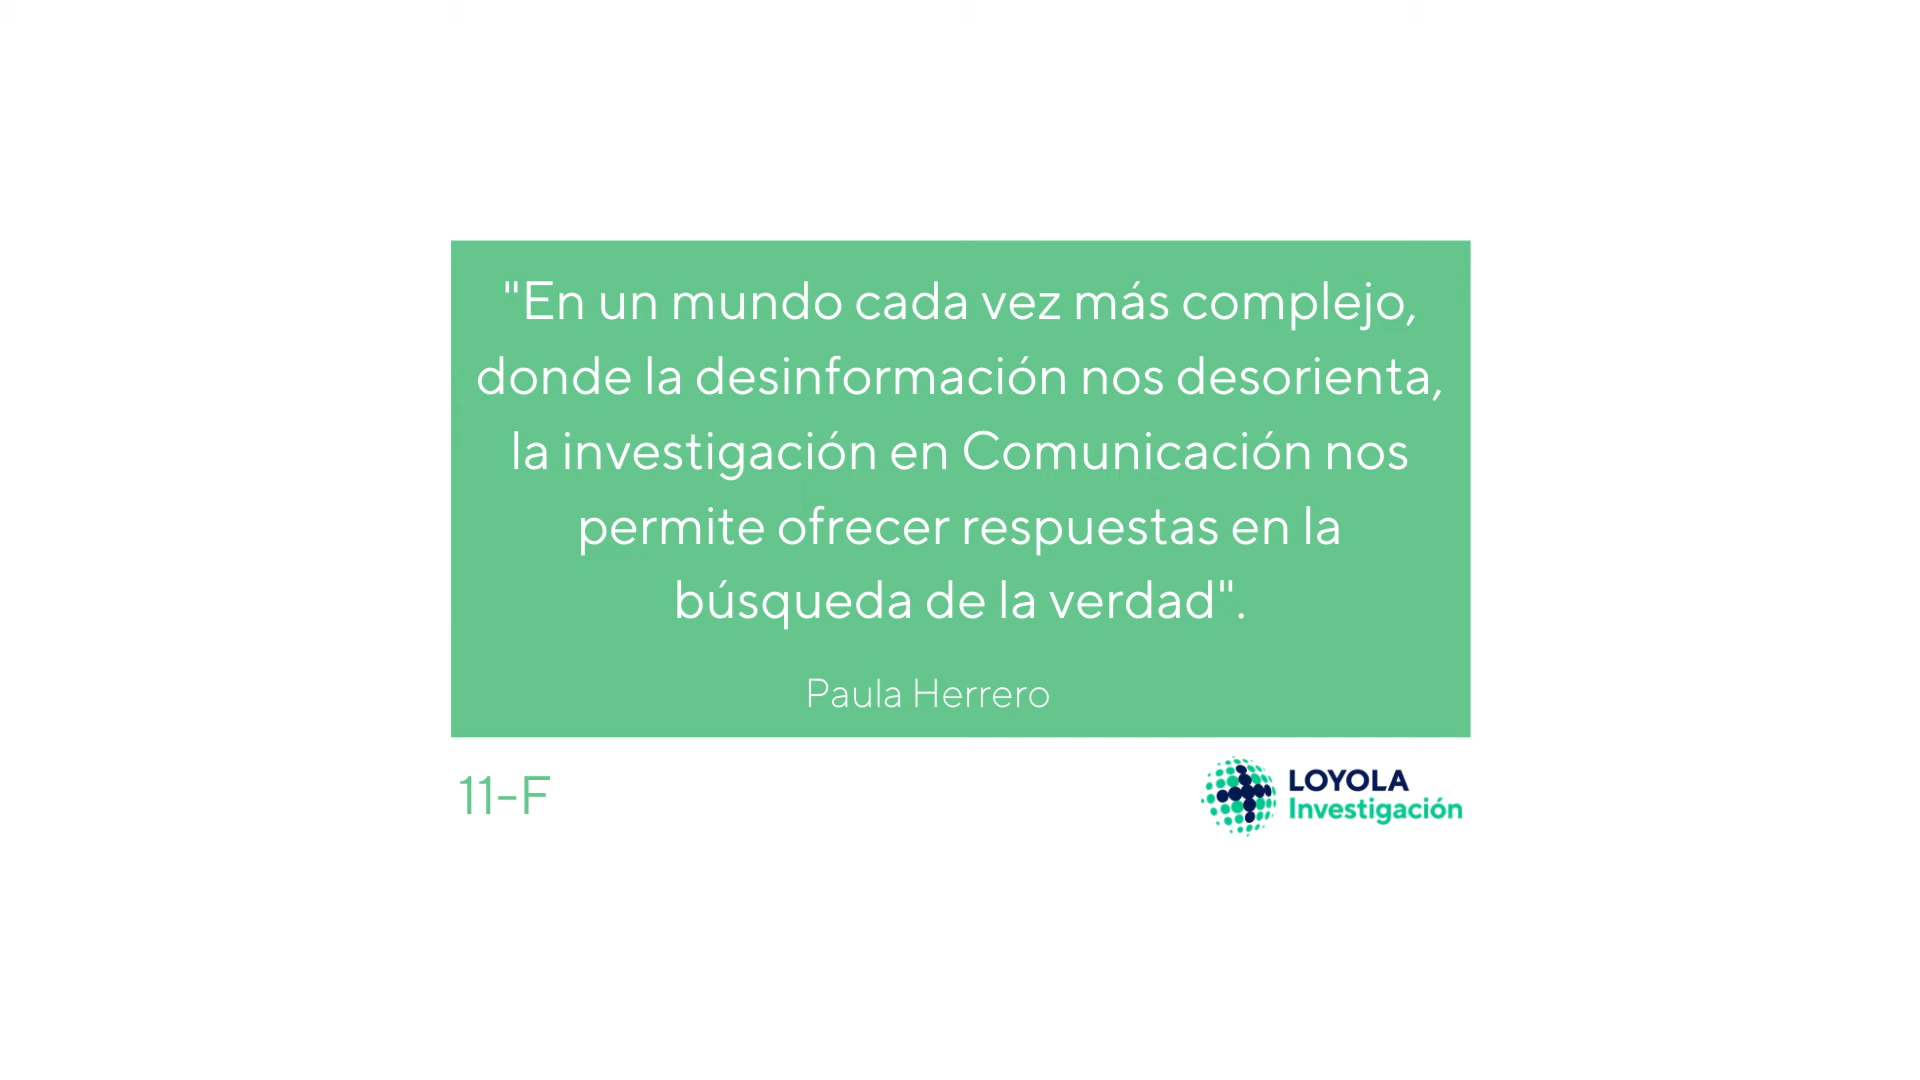 "En un mundo cada vez más complejo,
donde la desinformación nos desorienta,
la investigación en Comunicación nos
permite ofrecer respuestas en la
búsqueda de la verdad".
Paula Herrero
11-F
LOYOLA
Investigación